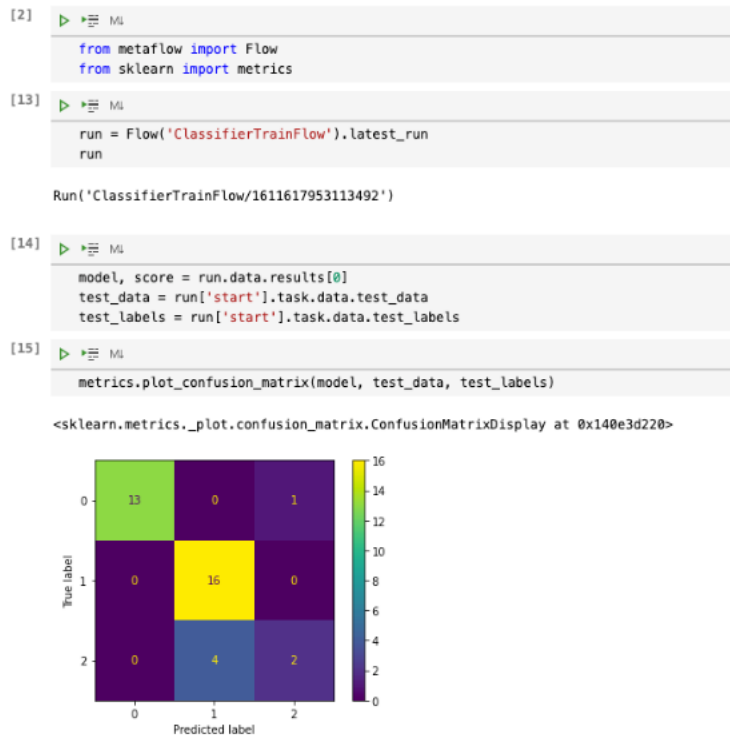 [2]
M↓
from metaflow import Flow
from sklearn import metrics
[13]
M↓
run = Flow('ClassifierTrainFlow').latest_run
run
Run('ClassifierTrainFlow/1611617953113492')
[14]
M↓
model, score = run.data.results[0]
test_data = run['start'].task.data.test_data
test_labels = run['start'].task.data.test_labels
[15]
M↓
metrics.plot_confusion_matrix(model, test_data, test_labels)
<sklearn.metrics._plot.confusion_matrix.ConfusionMatrixDisplay at 0x140e3d220>
True label
0 13 0 1
1 0 16 0
2 0 4 2
0 1 2
Predicted label
16
14
12
10
8
6
4
2
0